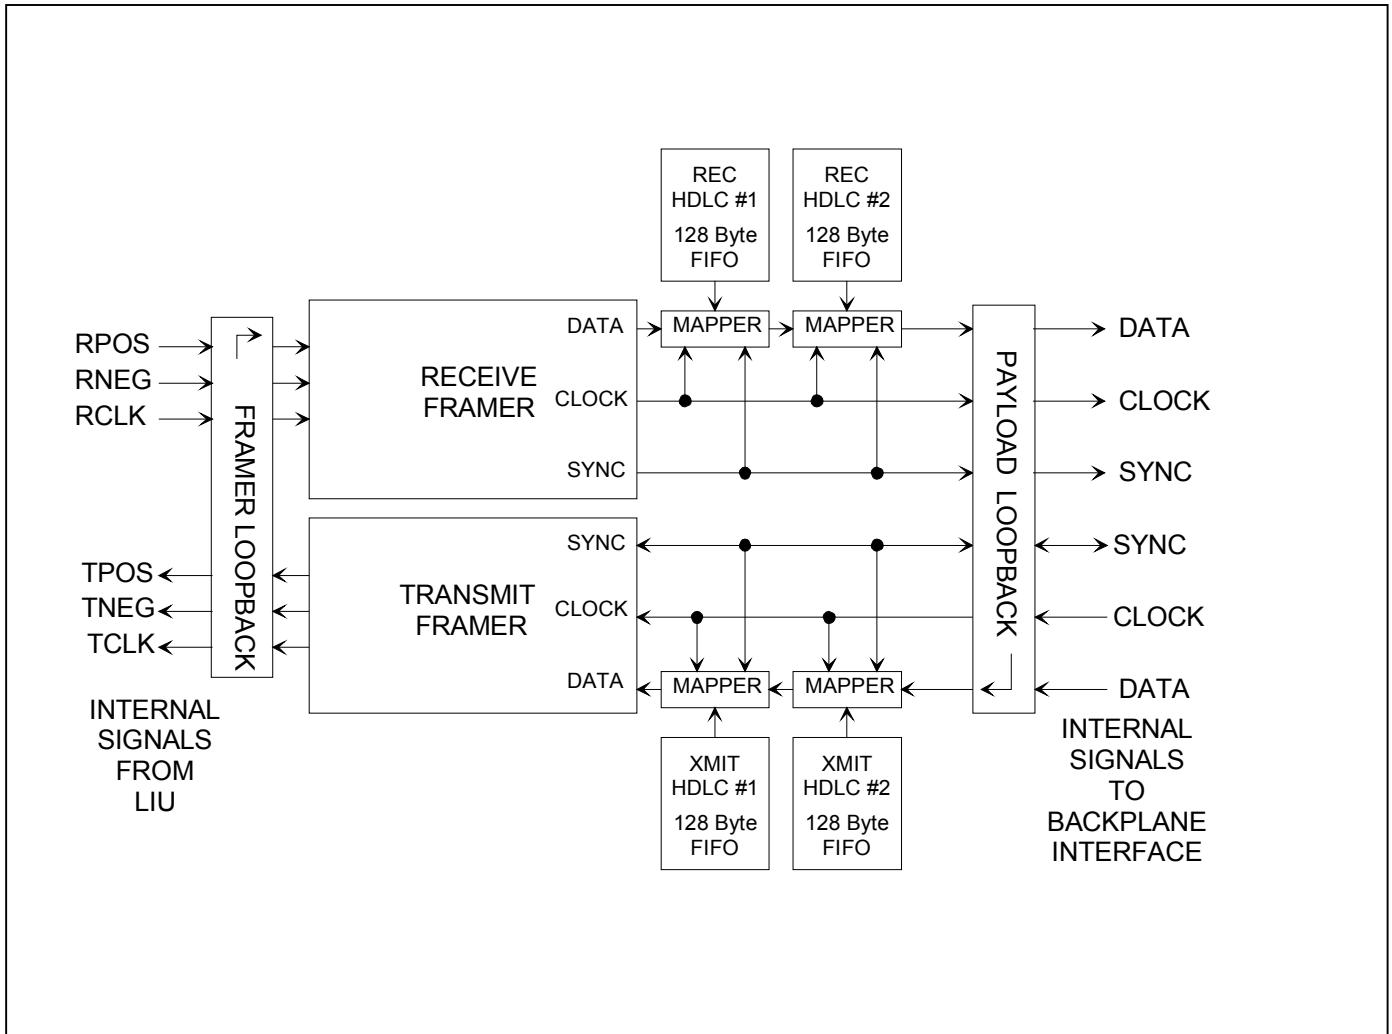 REC
HDLC #1
128 Byte
FIFO
REC
HDLC #2
128 Byte
FIFO
RPOS
RNEG
RCLK
FRAMER LOOPBACK
RECEIVE
FRAMER
DATA
CLOCK
SYNC
MAPPER
MAPPER
PAYLOAD LOOPBACK
DATA
CLOCK
SYNC
TPOS
TNEG
TCLK
TRANSMIT
FRAMER
SYNC
CLOCK
DATA
MAPPER
MAPPER
SYNC
CLOCK
DATA
INTERNAL
SIGNALS
FROM
LIU
XMIT
HDLC #1
128 Byte
FIFO
XMIT
HDLC #2
128 Byte
FIFO
INTERNAL
SIGNALS
TO
BACKPLANE
INTERFACE